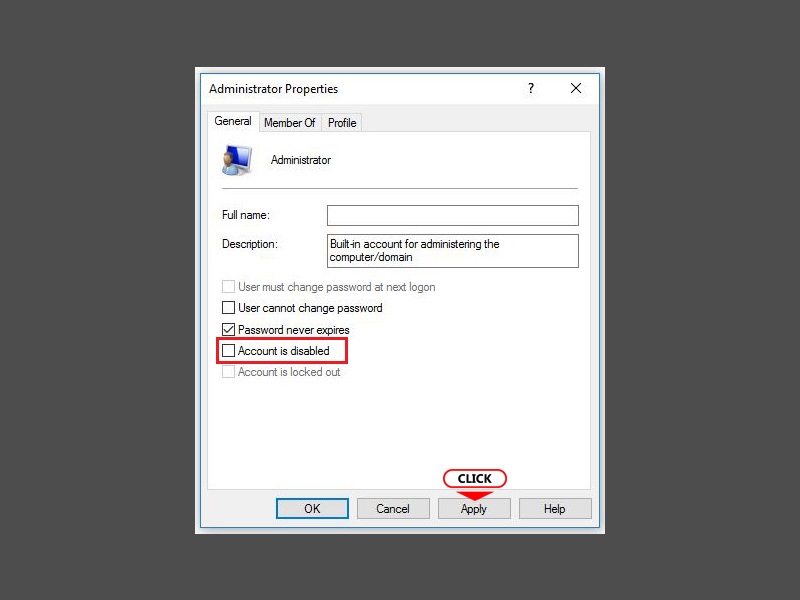 Administrator Properties
?
General
Member Of
Profile
Administrator
Full name:
Description:
Built-in account for administering the
computer/domain
User must change password at next logon
User cannot change password
Password never expires
Account is disabled
Account is locked out
CLICK
OK
Cancel
Apply
Help